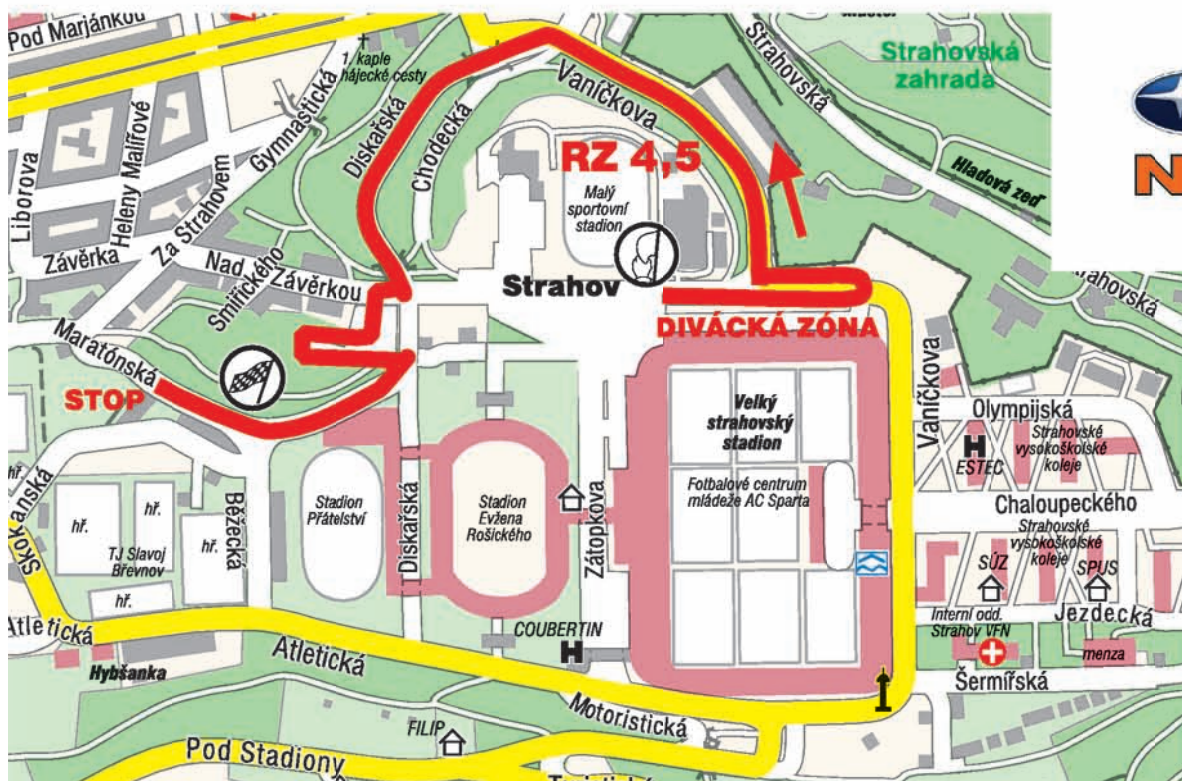 Pod Marjánkou
1. kaple
hájecké cesty
Strahovská
Strahovská
zahrada
Vaníčkova
Gymnastická
Diskařská
Chodecká
Liborova
Heleny Malířové
RZ 4,5
Malý
sportovní
stadion
Hladová zeď
Za Strahovem
Závěrka
Nad
Závěrkou
Smiřického
Strahov
Strahovská
Maratónská
DIVÁCKÁ ZÓNA
STOP
Vaníčkova
Velký
strahovský
stadion
Olympijská
H
ESTEC
Strahovské
vysokoškolské
koleje
Fotbalové centrum
mládeže AC Sparta
Chaloupeckého
Skokanská
hř.
hř.
hř.
hř.
hř.
TJ Slavoj
Břevnov
Běžecká
Stadion
Přátelství
Diskařská
Stadion
Evžena
Rošického
Zátopkova
Strahovské
vysokoškolské
koleje
SÚZ
SPUS
Jezdecká
Interní odd.
Strahov VFN
menza
Šermířská
Atletická
Hybšanka
Atletická
COUBERTIN
H
Motoristická
FILIP
Pod Stadiony